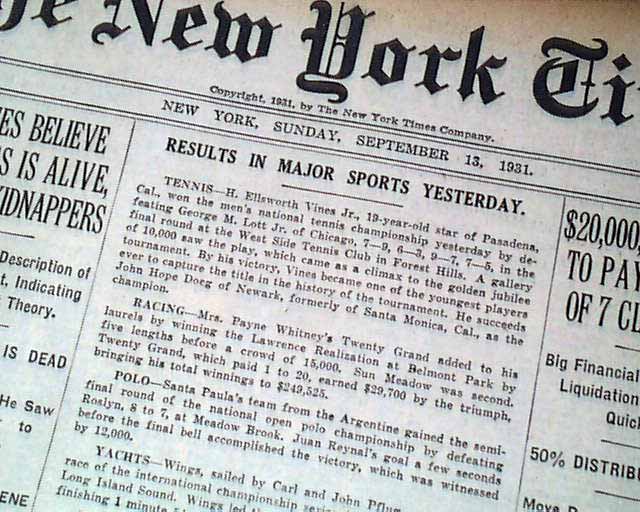 he New York Ti
Copyright, 1931, by The New York Times Company.
NEW YORK, SUNDAY, SEPTEMBER 13, 1931.
ES BELIEVE
S IS ALIVE,
KIDNAPPERS
Description of
t, Indicating
Theory.
IS DEAD
He Saw
to
ENE
RESULTS IN MAJOR SPORTS YESTERDAY.
TENNIS—H. Ellsworth Vines Jr., 19-year-old star of Pasadena,
Cal., won the men's national tennis championship yesterday by de-
feating George M. Lott Jr. of Chicago, 7—9, 6—3, 9—7, 7—5, in the
final round at the West Side Tennis Club in Forest Hills. A gallery
of 10,000 saw the play, which came as a climax to the golden jubilee
tournament. By his victory, Vines became one of the youngest players
ever to capture the title in the history of the tournament. He succeeds
John Hope Doeg of Newark, formerly of Santa Monica, Cal., as the
champion.
RACING—Mrs. Payne Whitney's Twenty Grand added to his
laurels by winning the Lawrence Realization at Belmont Park by
five lengths before a crowd of 15,000. Sun Meadow was second.
Twenty Grand, which paid 1 to 20, earned $29,700 by the triumph,
bringing his total winnings to $249,525.
POLO—Santa Paula's team from the Argentine gained the semi-
final round of the national open polo championship by defeating
Roslyn, 8 to 7, at Meadow Brook. Juan Reynal's goal a few seconds
before the final bell accomplished the victory, which was witnessed
by 12,000.
YACHTS—Wings, sailed by Carl and John Pflug
race of the international championship seri
Long Island Sound. Wings led th
finishing 1 minute
$20,000,
TO PA
OF 7 CL
Big Financial
Liquidation
Quick
50% DISTRIB
Move D